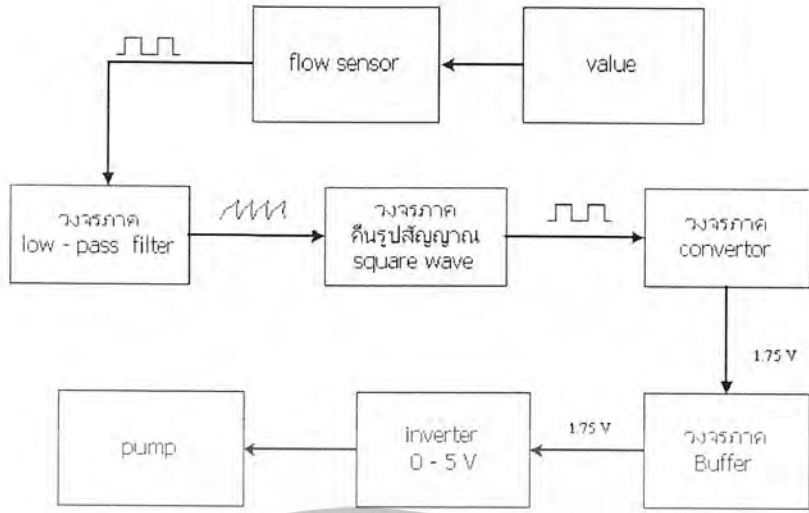 flow sensor
value
วงจรภาค
low - pass filter
วงจรภาค
คืนรูปสัญญาณ
square wave
วงจรภาค
convertor
1.75 V
pump
inverter
0 - 5 V
1.75 V
วงจรภาค
Buffer